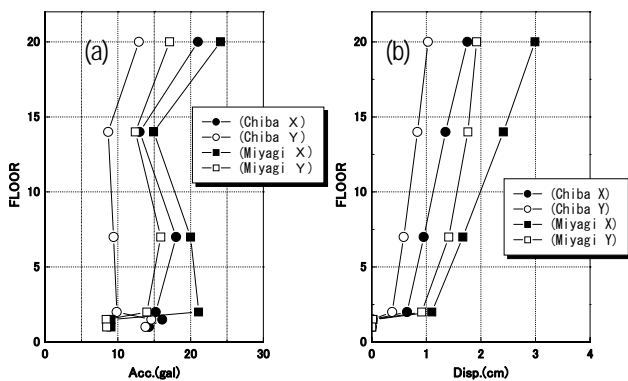 (a)
20
15
10
5
0
FLOOR
0
10
20
30
Acc.(gal)
(Chiba X)
(Chiba Y)
(Miyagi X)
(Miyagi Y)
(b)
20
15
10
5
0
FLOOR
0
1
2
3
4
Disp.(cm)
(Chiba X)
(Chiba Y)
(Miyagi X)
(Miyagi Y)